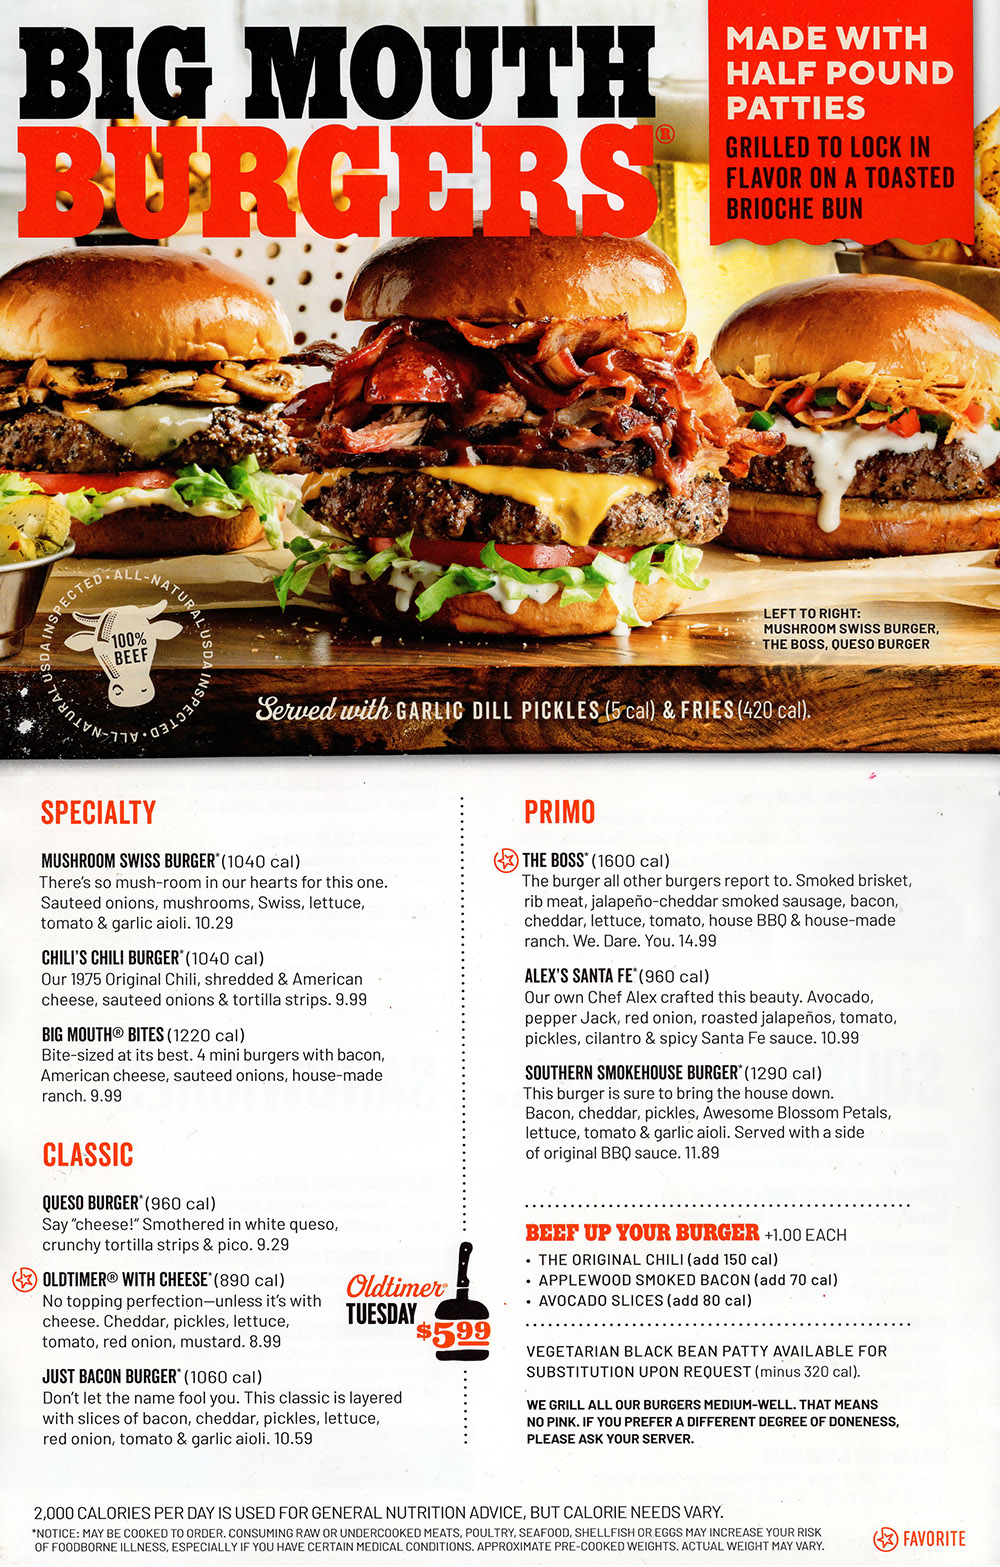 BIG MOUTH
BURGERS®
MADE WITH
HALF POUND
PATTIES
GRILLED TO LOCK IN
FLAVOR ON A TOASTED
BRIOCHE BUN
LEFT TO RIGHT:
MUSHROOM SWISS BURGER,
THE BOSS, QUESO BURGER
ALL-NATURAL • USDA INSPECTED • ALL-NATURAL USDA INSPECTED •
100%
BEEF
Served with GARLIC DILL PICKLES (5 cal) & FRIES (420 cal).
SPECIALTY
MUSHROOM SWISS BURGER* (1040 cal)
There's so mush-room in our hearts for this one.
Sauteed onions, mushrooms, Swiss, lettuce,
tomato & garlic aioli. 10.29
CHILI'S CHILI BURGER* (1040 cal)
Our 1975 Original Chili, shredded & American
cheese, sauteed onions & tortilla strips. 9.99
BIG MOUTH® BITES (1220 cal)
Bite-sized at its best. 4 mini burgers with bacon,
American cheese, sauteed onions, house-made
ranch. 9.99
CLASSIC
QUESO BURGER* (960 cal)
Say "cheese!" Smothered in white queso,
crunchy tortilla strips & pico. 9.29
OLDTIMER® WITH CHEESE* (890 cal)
No topping perfection—unless it's with
cheese. Cheddar, pickles, lettuce,
tomato, red onion, mustard. 8.99
Oldtimer®
TUESDAY
$5.99
JUST BACON BURGER* (1060 cal)
Don't let the name fool you. This classic is layered
with slices of bacon, cheddar, pickles, lettuce,
red onion, tomato & garlic aioli. 10.59
PRIMO
THE BOSS* (1600 cal)
The burger all other burgers report to. Smoked brisket,
rib meat, jalapeño-cheddar smoked sausage, bacon,
cheddar, lettuce, tomato, house BBQ & house-made
ranch. We. Dare. You. 14.99
ALEX'S SANTA FE* (960 cal)
Our own Chef Alex crafted this beauty. Avocado,
pepper Jack, red onion, roasted jalapeños, tomato,
pickles, cilantro & spicy Santa Fe sauce. 10.99
SOUTHERN SMOKEHOUSE BURGER* (1290 cal)
This burger is sure to bring the house down.
Bacon, cheddar, pickles, Awesome Blossom Petals,
lettuce, tomato & garlic aioli. Served with a side
of original BBQ sauce. 11.89
BEEF UP YOUR BURGER +1.00 EACH
• THE ORIGINAL CHILI (add 150 cal)
• APPLEWOOD SMOKED BACON (add 70 cal)
• AVOCADO SLICES (add 80 cal)
VEGETARIAN BLACK BEAN PATTY AVAILABLE FOR
SUBSTITUTION UPON REQUEST (minus 320 cal).
WE GRILL ALL OUR BURGERS MEDIUM-WELL. THAT MEANS
NO PINK. IF YOU PREFER A DIFFERENT DEGREE OF DONENESS,
PLEASE ASK YOUR SERVER.
2,000 CALORIES PER DAY IS USED FOR GENERAL NUTRITION ADVICE, BUT CALORIE NEEDS VARY.
*NOTICE: MAY BE COOKED TO ORDER. CONSUMING RAW OR UNDERCOOKED MEATS, POULTRY, SEAFOOD, SHELLFISH OR EGGS MAY INCREASE YOUR RISK
OF FOODBORNE ILLNESS, ESPECIALLY IF YOU HAVE CERTAIN MEDICAL CONDITIONS. APPROXIMATE PRE-COOKED WEIGHTS. ACTUAL WEIGHT MAY VARY.
FAVORITE